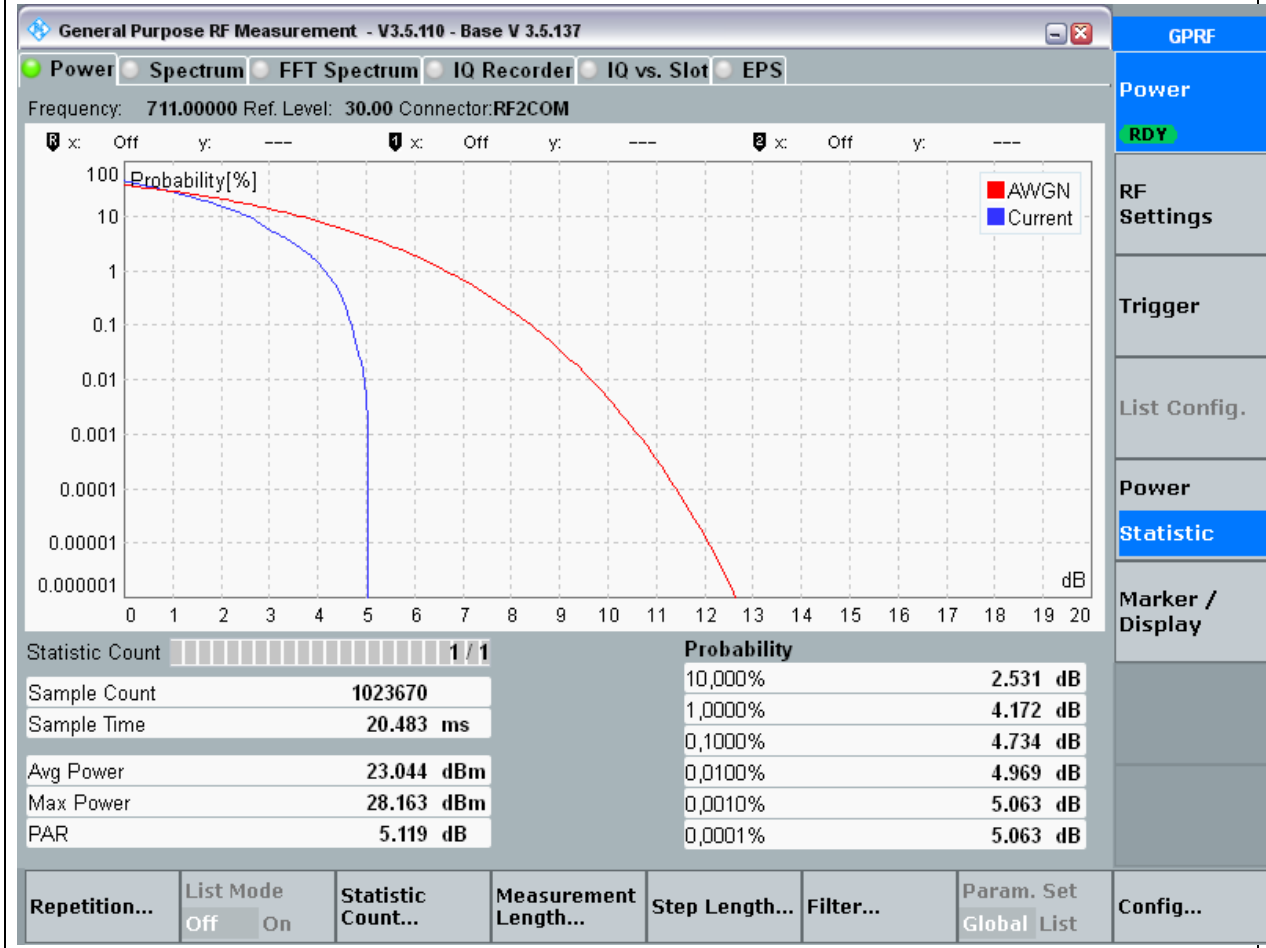 General Purpose RF Measurement - V3.5.110 - Base V 3.5.137
GPRF
Power Spectrum FFT Spectrum IQ Recorder IQ vs. Slot EPS
Frequency: 711.00000 Ref. Level: 30.00 Connector:RF2COM
R x: Off y: --- 1 x: Off y: --- 2 x: Off y: ---
Probability[%]
AWGN
Current
100
10
1
0.1
0.01
0.001
0.0001
0.00001
0.000001
dB
0 1 2 3 4 5 6 7 8 9 10 11 12 13 14 15 16 17 18 19 20
Statistic Count 1 / 1
Sample Count 1023670
Sample Time 20.483 ms
Avg Power 23.044 dBm
Max Power 28.163 dBm
PAR 5.119 dB
Probability
10,000% 2.531 dB
1,0000% 4.172 dB
0,1000% 4.734 dB
0,0100% 4.969 dB
0,0010% 5.063 dB
0,0001% 5.063 dB
Power
RDY
RF
Settings
Trigger
List Config.
Power
Statistic
Marker /
Display
Repetition...
List Mode
Off On
Statistic
Count...
Measurement
Length...
Step Length...
Filter...
Param. Set
Global List
Config...